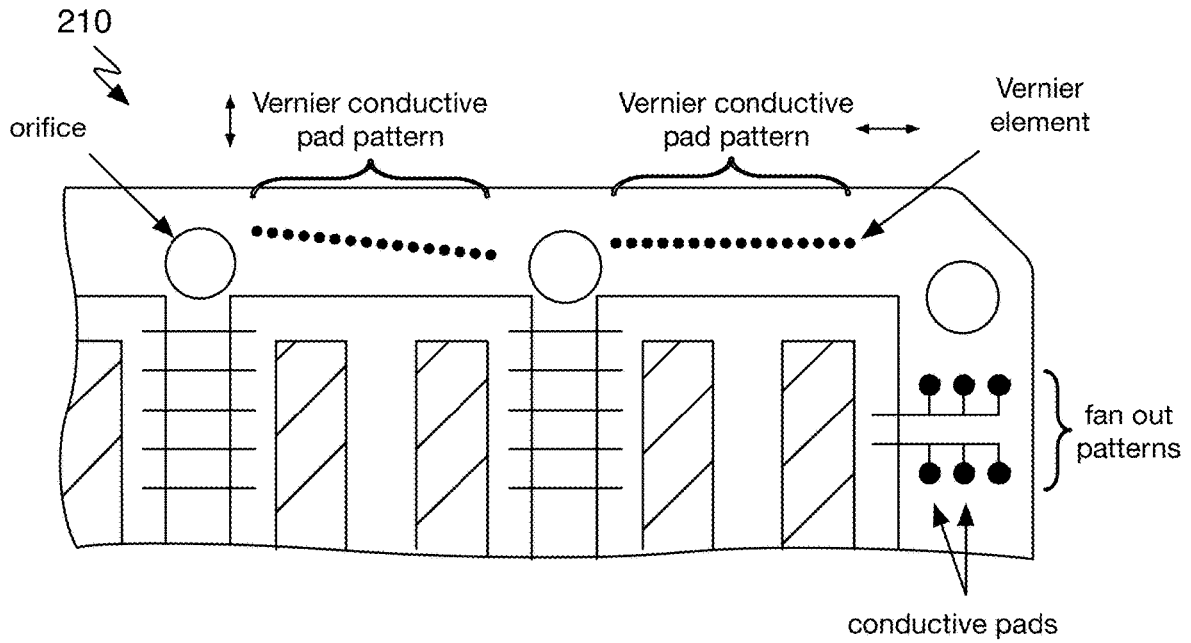 210
orifice
Vernier conductive
pad pattern
Vernier conductive
pad pattern
Vernier
element
fan out
patterns
conductive pads